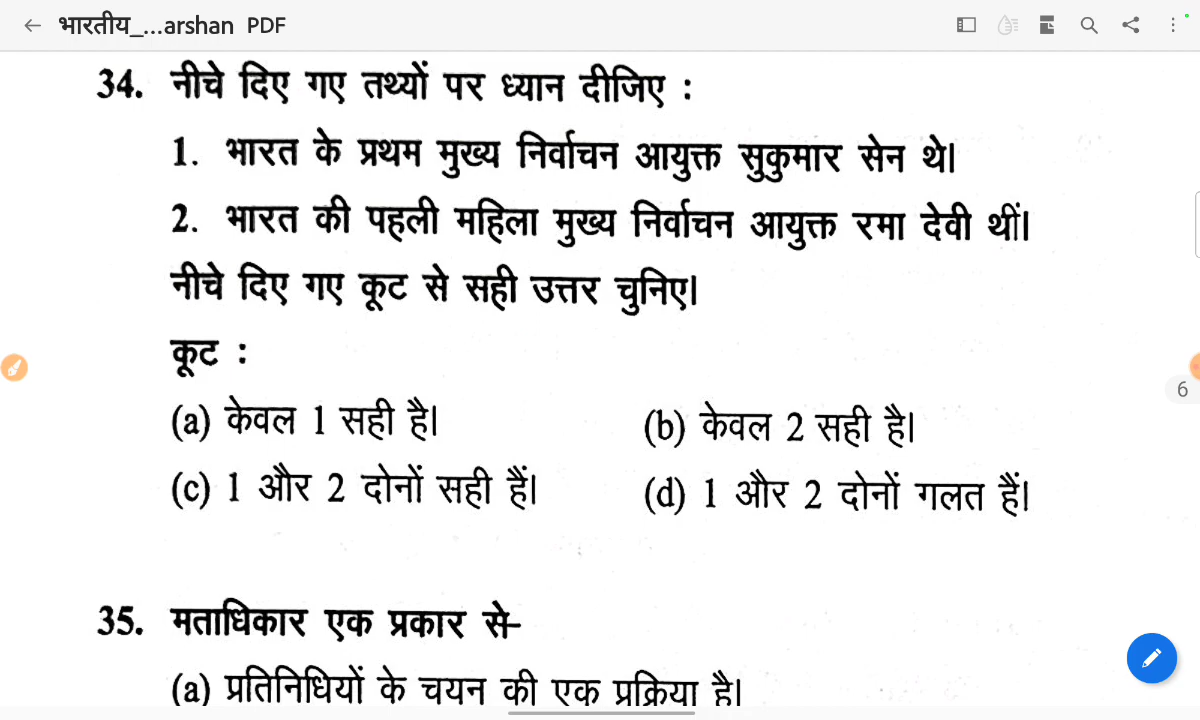 भारतीय_...arshan PDF
34. नीचे दिए गए तथ्यों पर ध्यान दीजिए :
1. भारत के प्रथम मुख्य निर्वाचन आयुक्त सुकुमार सेन थे।
2. भारत की पहली महिला मुख्य निर्वाचन आयुक्त रमा देवी थीं।
नीचे दिए गए कूट से सही उत्तर चुनिए।
कूट :
(a) केवल 1 सही है। (b) केवल 2 सही है।
(c) 1 और 2 दोनों सही हैं। (d) 1 और 2 दोनों गलत हैं।
6
35. मताधिकार एक प्रकार से-
(a) प्रतिनिधियों के चयन की एक प्रक्रिया है।